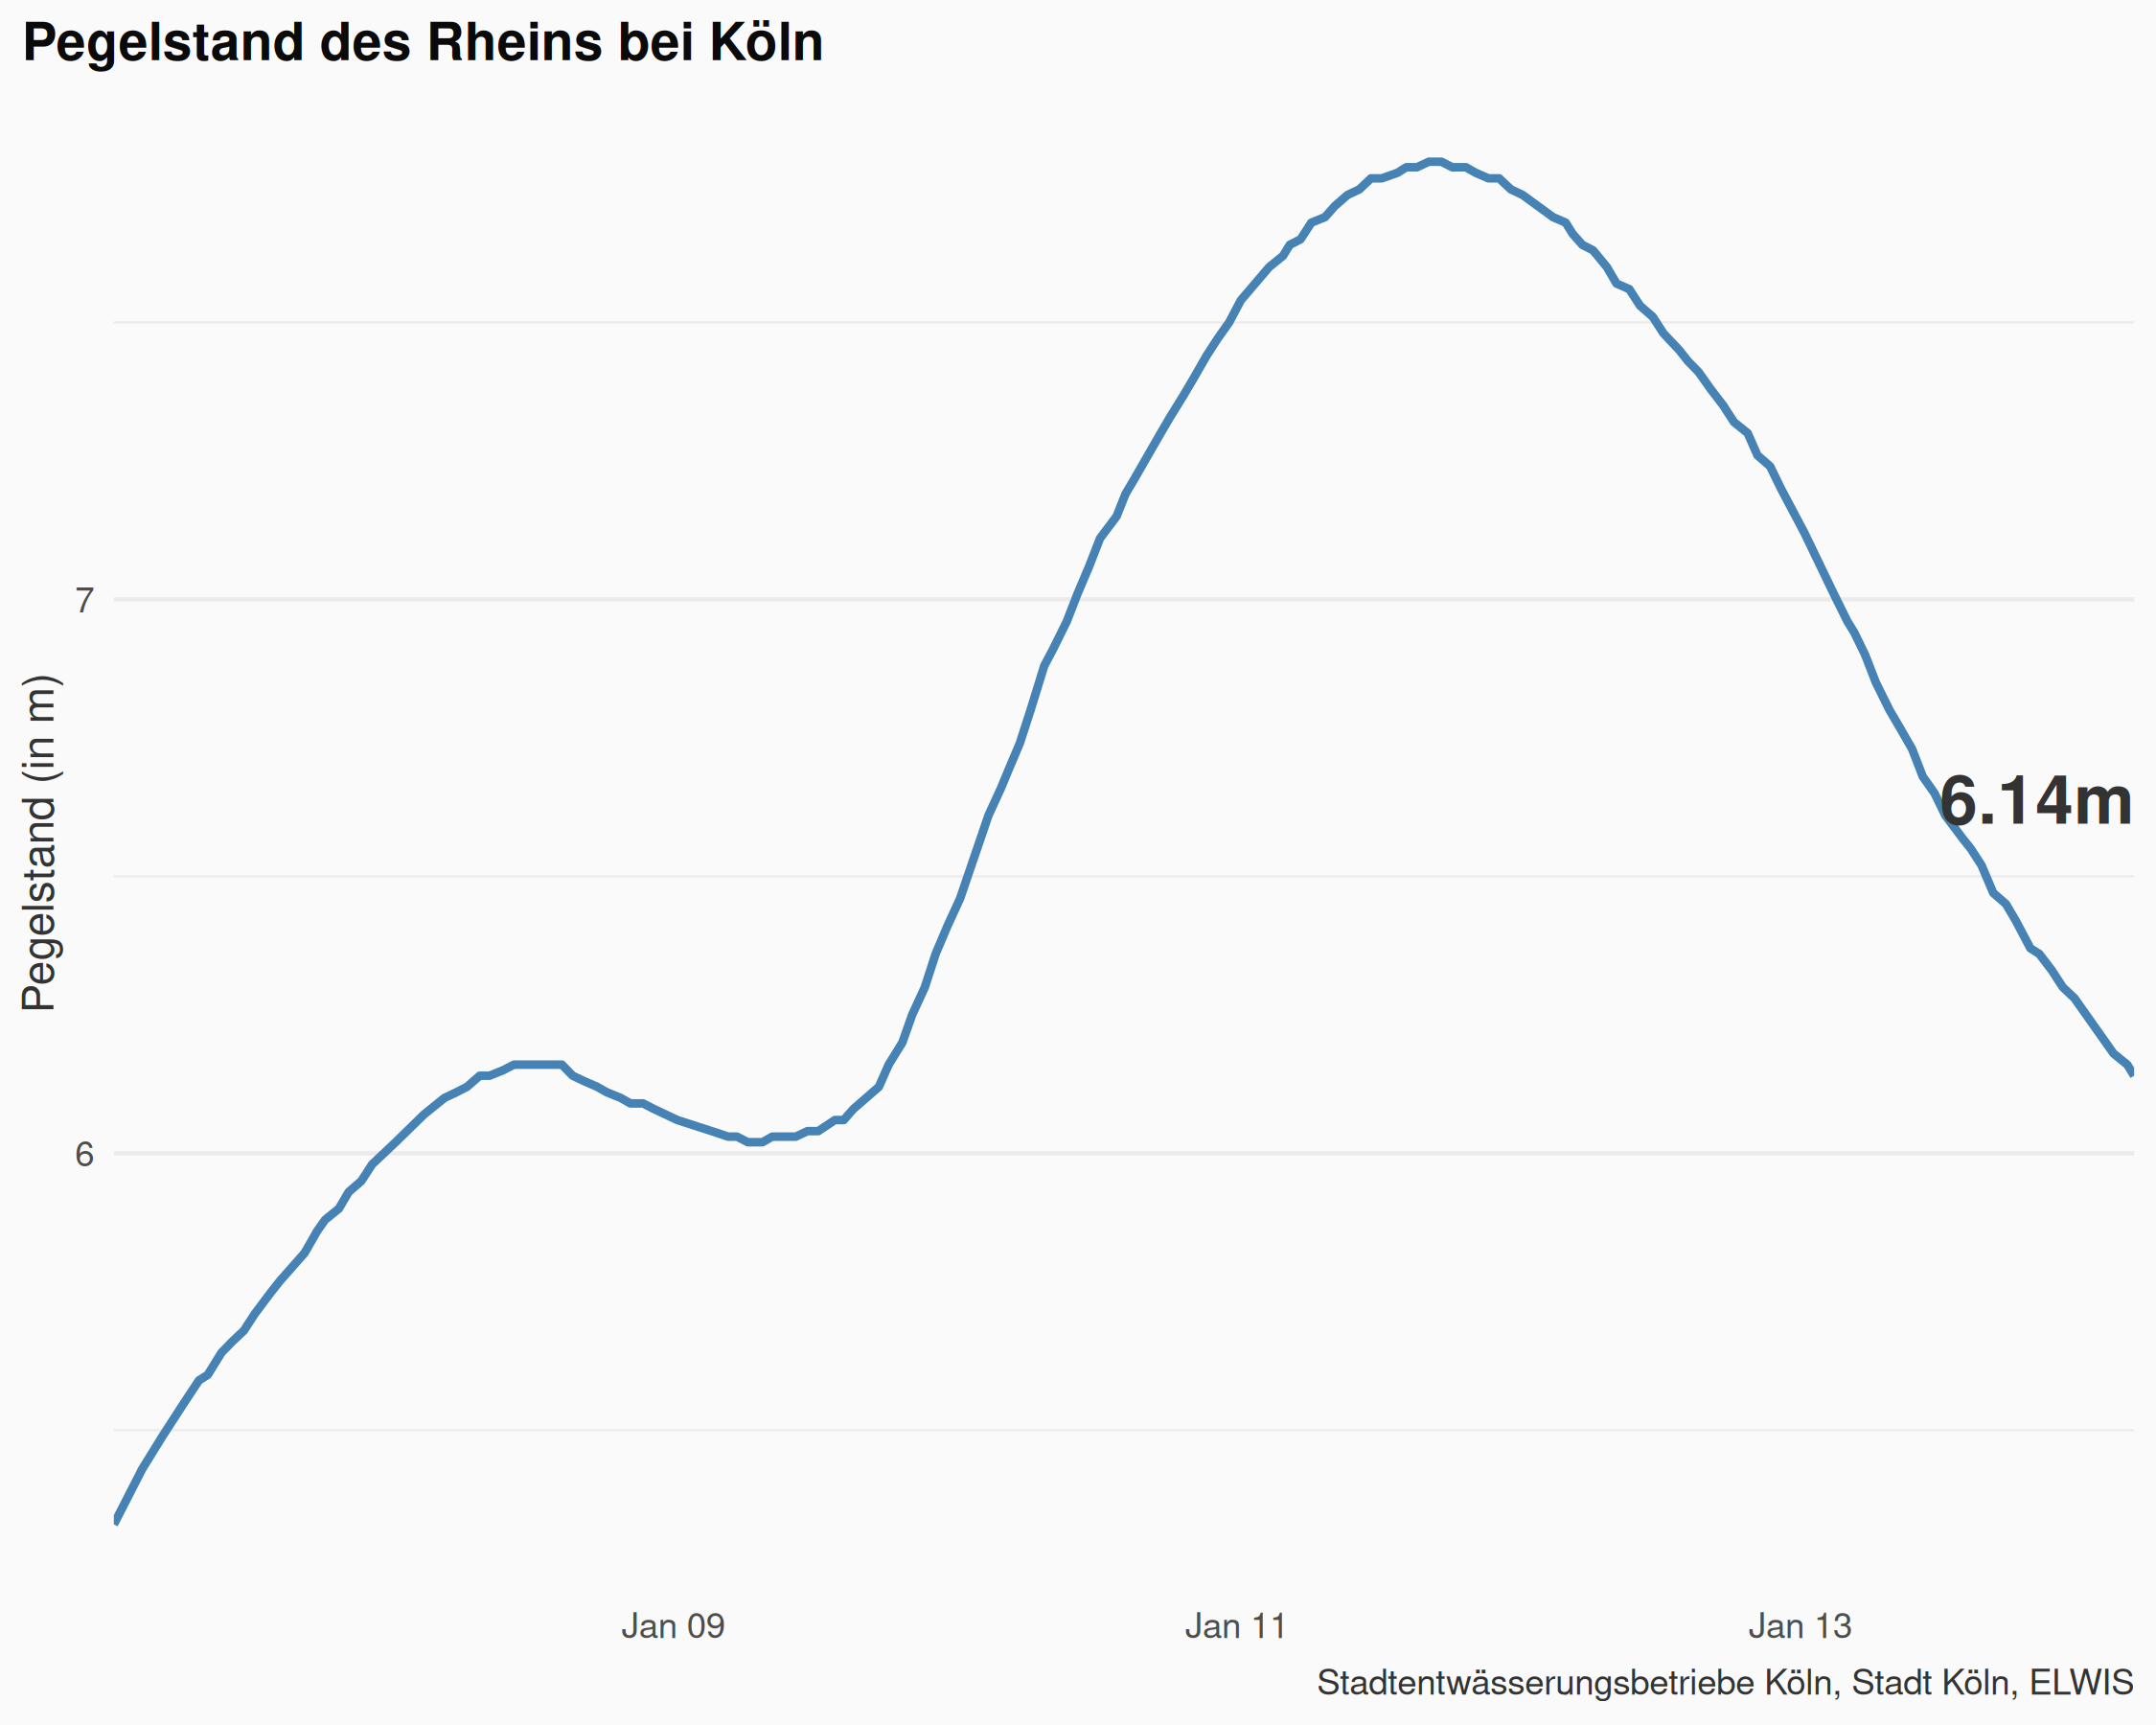 Pegelstand des Rheins bei Köln
7
Pegelstand (in m)
6.14m
6
Jan 09
Jan 11
Jan 13
Stadtentwässerungsbetriebe Köln, Stadt Köln, ELWIS